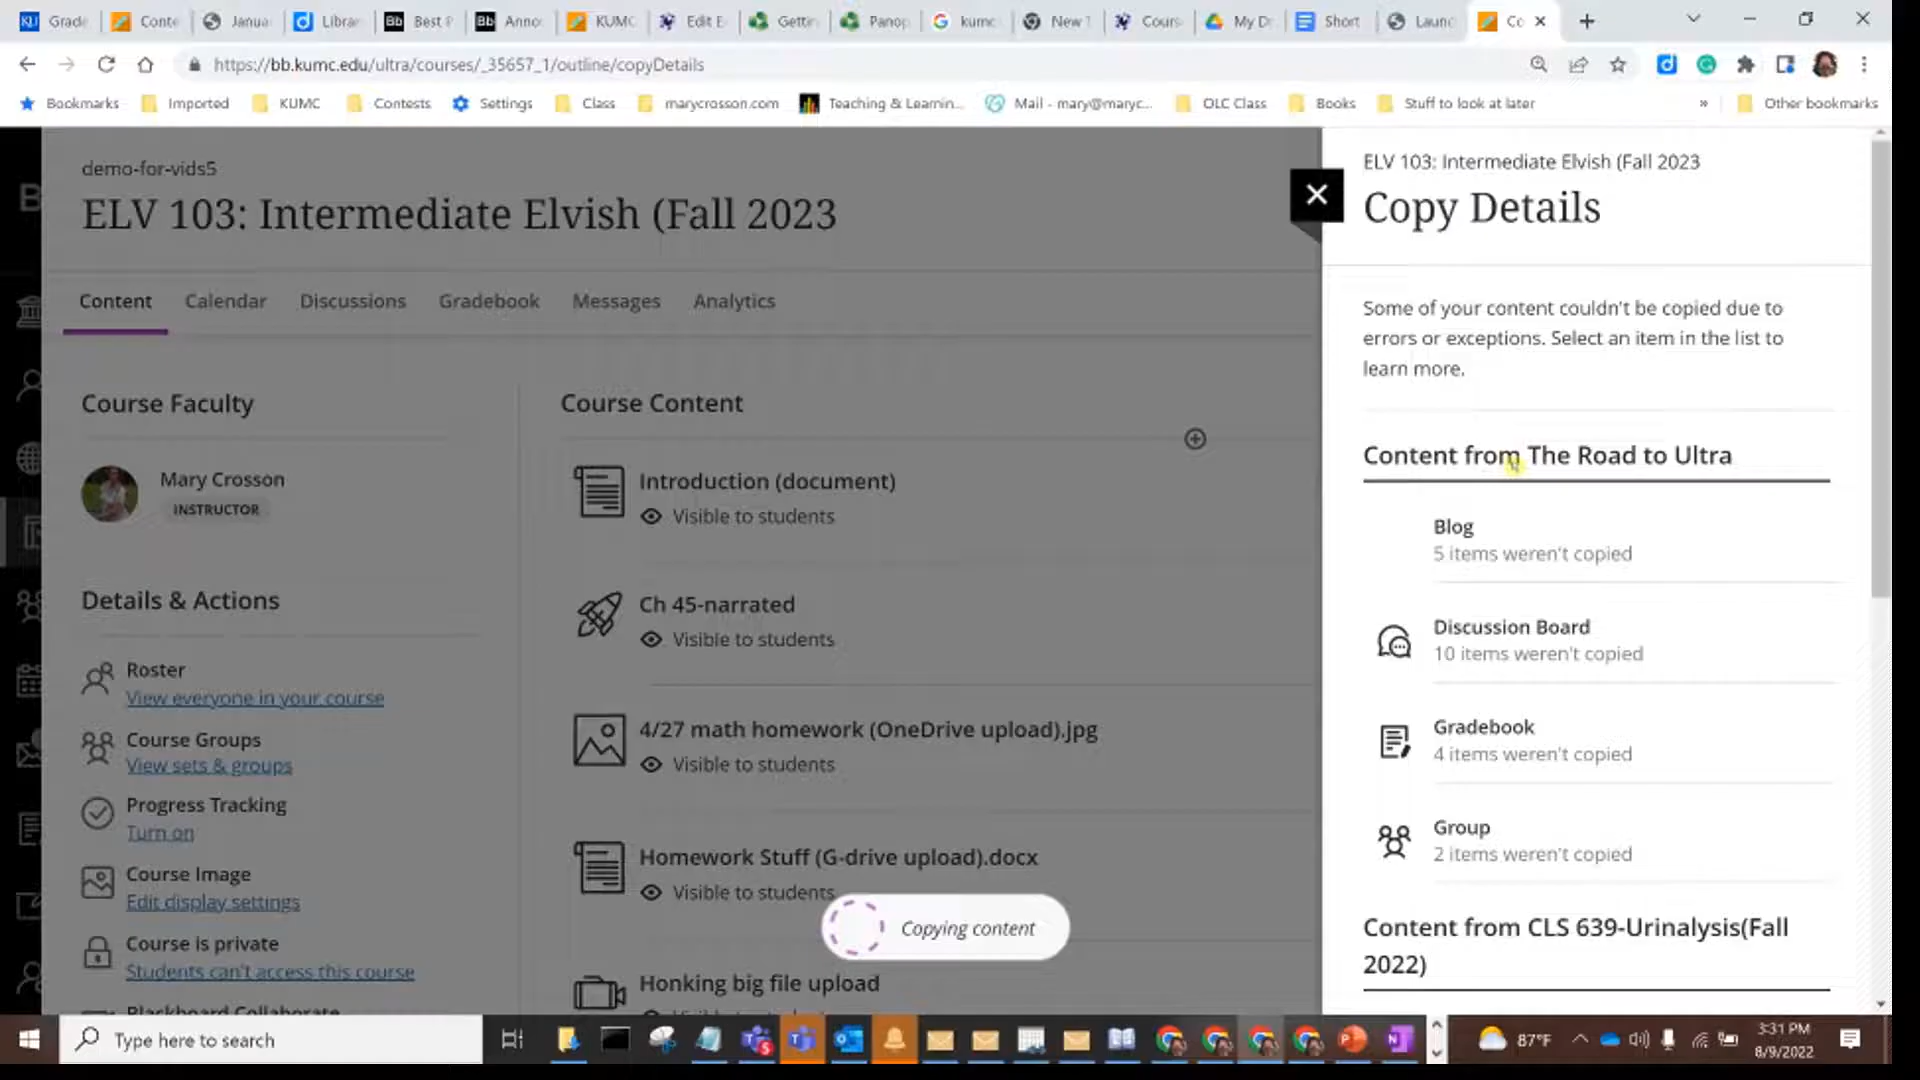 Grade
Conte
Janua
Librar
Bb Best P
Bb Anno
KUMC
Edit E
Gettin
Panop
kumc
New T
Cours
My Dr
Short
Launc
Co
https://bb.kumc.edu/ultra/courses/_35657_1/outline/copyDetails
Bookmarks
Imported
KUMC
Contests
Settings
Class
marycrosson.com
Teaching & Learnin...
Mail - mary@maryc...
OLC Class
Books
Stuff to look at later
»
Other bookmarks
demo-for-vids5
ELV 103: Intermediate Elvish (Fall 2023
Content
Calendar
Discussions
Gradebook
Messages
Analytics
Course Faculty
Mary Crosson
INSTRUCTOR
Details & Actions
Roster
View everyone in your course
Course Groups
View sets & groups
Progress Tracking
Turn on
Course Image
Edit display settings
Course is private
Students can't access this course
Blackboard Collaborate
Course Content
Introduction (document)
Visible to students
Ch 45-narrated
Visible to students
4/27 math homework (OneDrive upload).jpg
Visible to students
Homework Stuff (G-drive upload).docx
Visible to students
Honking big file upload
Copying content
ELV 103: Intermediate Elvish (Fall 2023
Copy Details
Some of your content couldn't be copied due to
errors or exceptions. Select an item in the list to
learn more.
Content from The Road to Ultra
Blog
5 items weren't copied
Discussion Board
10 items weren't copied
Gradebook
4 items weren't copied
Group
2 items weren't copied
Content from CLS 639-Urinalysis(Fall
2022)
Type here to search
87°F
3:31 PM
8/9/2022